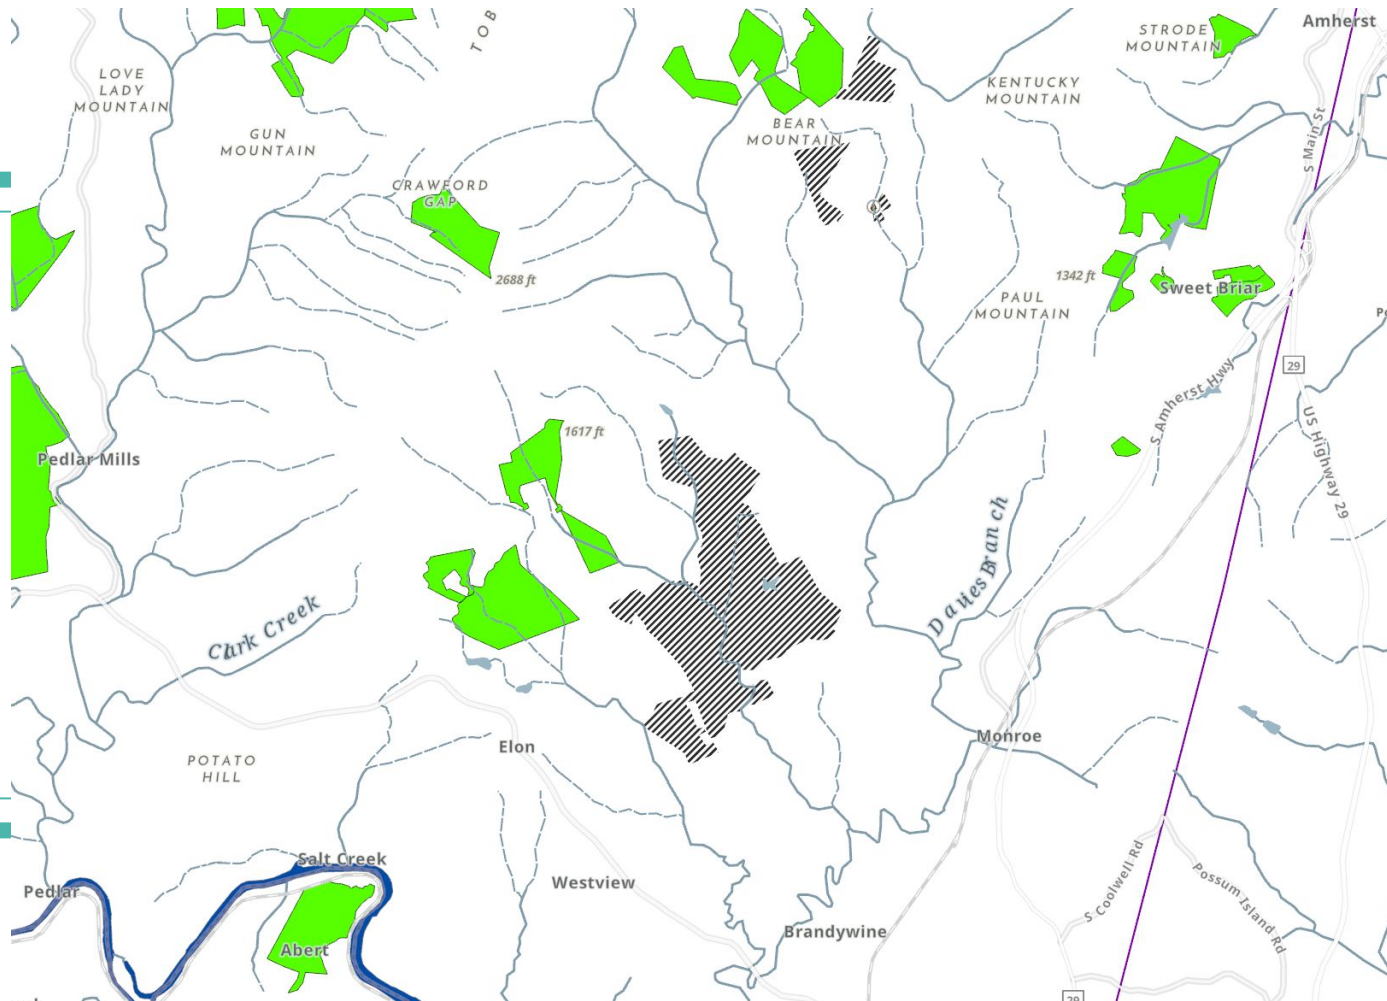 TOB
STRODE
MOUNTAIN
Amherst
LOVE
LADY
MOUNTAIN
KENTUCKY
MOUNTAIN
GUN
MOUNTAIN
BEAR
MOUNTAIN
S Main St
CRAWFORD
GAP
2688 ft
1342 ft
Sweet Briar
PAUL
MOUNTAIN
29
S Amherst Hwy
US Highway 29
1617 ft
Pedlar Mills
Davies Branch
Clark Creek
POTATO
HILL
Elon
Monroe
Salt Creek
Pedlar
Westview
S Coolwell Rd
Possum Island Rd
Abert
Brandywine
29